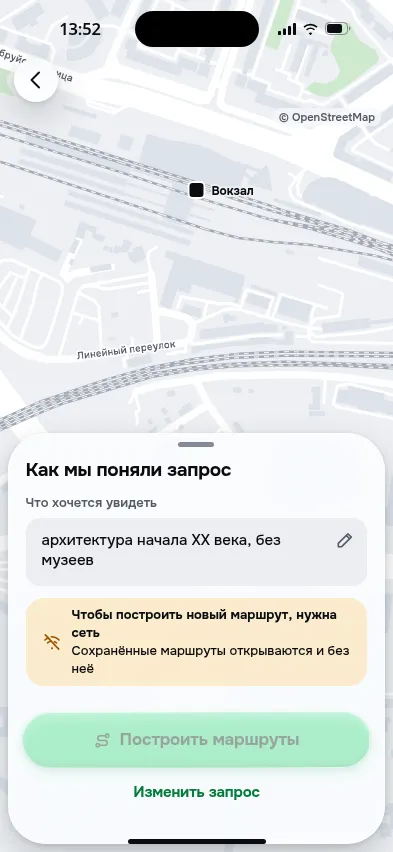 13:52
© OpenStreetMap
Вокзал
Линейный переулок
Как мы поняли запрос
Что хочется увидеть
архитектура начала XX века, без
музеев
Чтобы построить новый маршрут, нужна
сеть
Сохранённые маршруты открываются и без
неё
Построить маршруты
Изменить запрос